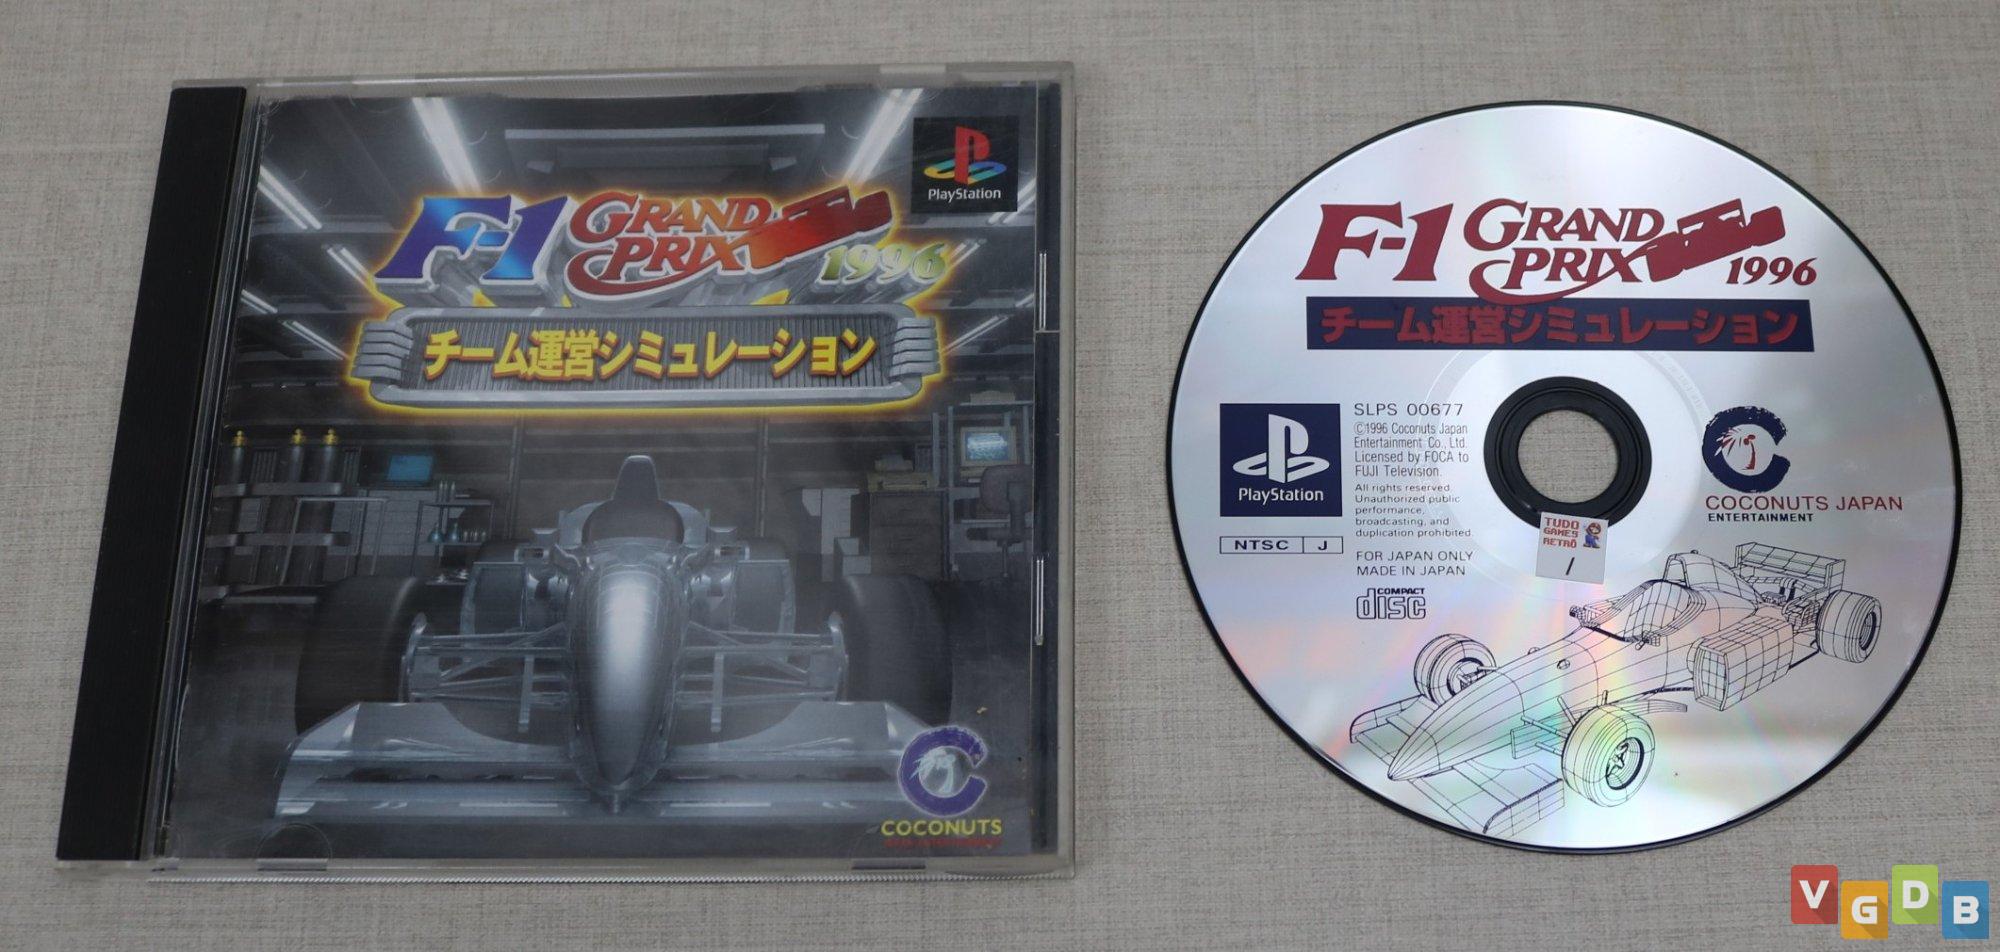 PlayStation
F-1 GRAND PRIX 1996
チーム運営シミュレーション
COCONUTS
F-1 GRAND PRIX 1996
チーム運営シミュレーション
PlayStation
NTSC J
SLPS 00677
©1996 Coconuts Japan
Entertainment Co., Ltd.
Licensed by FOCA to
FUJI Television.
All rights reserved.
Unauthorized public
performance,
broadcasting, and
duplication prohibited.
FOR JAPAN ONLY
MADE IN JAPAN
COMPACT
disc
COCONUTS JAPAN
ENTERTAINMENT
TUDO
GAMES
RETRÔ
/
VGDB